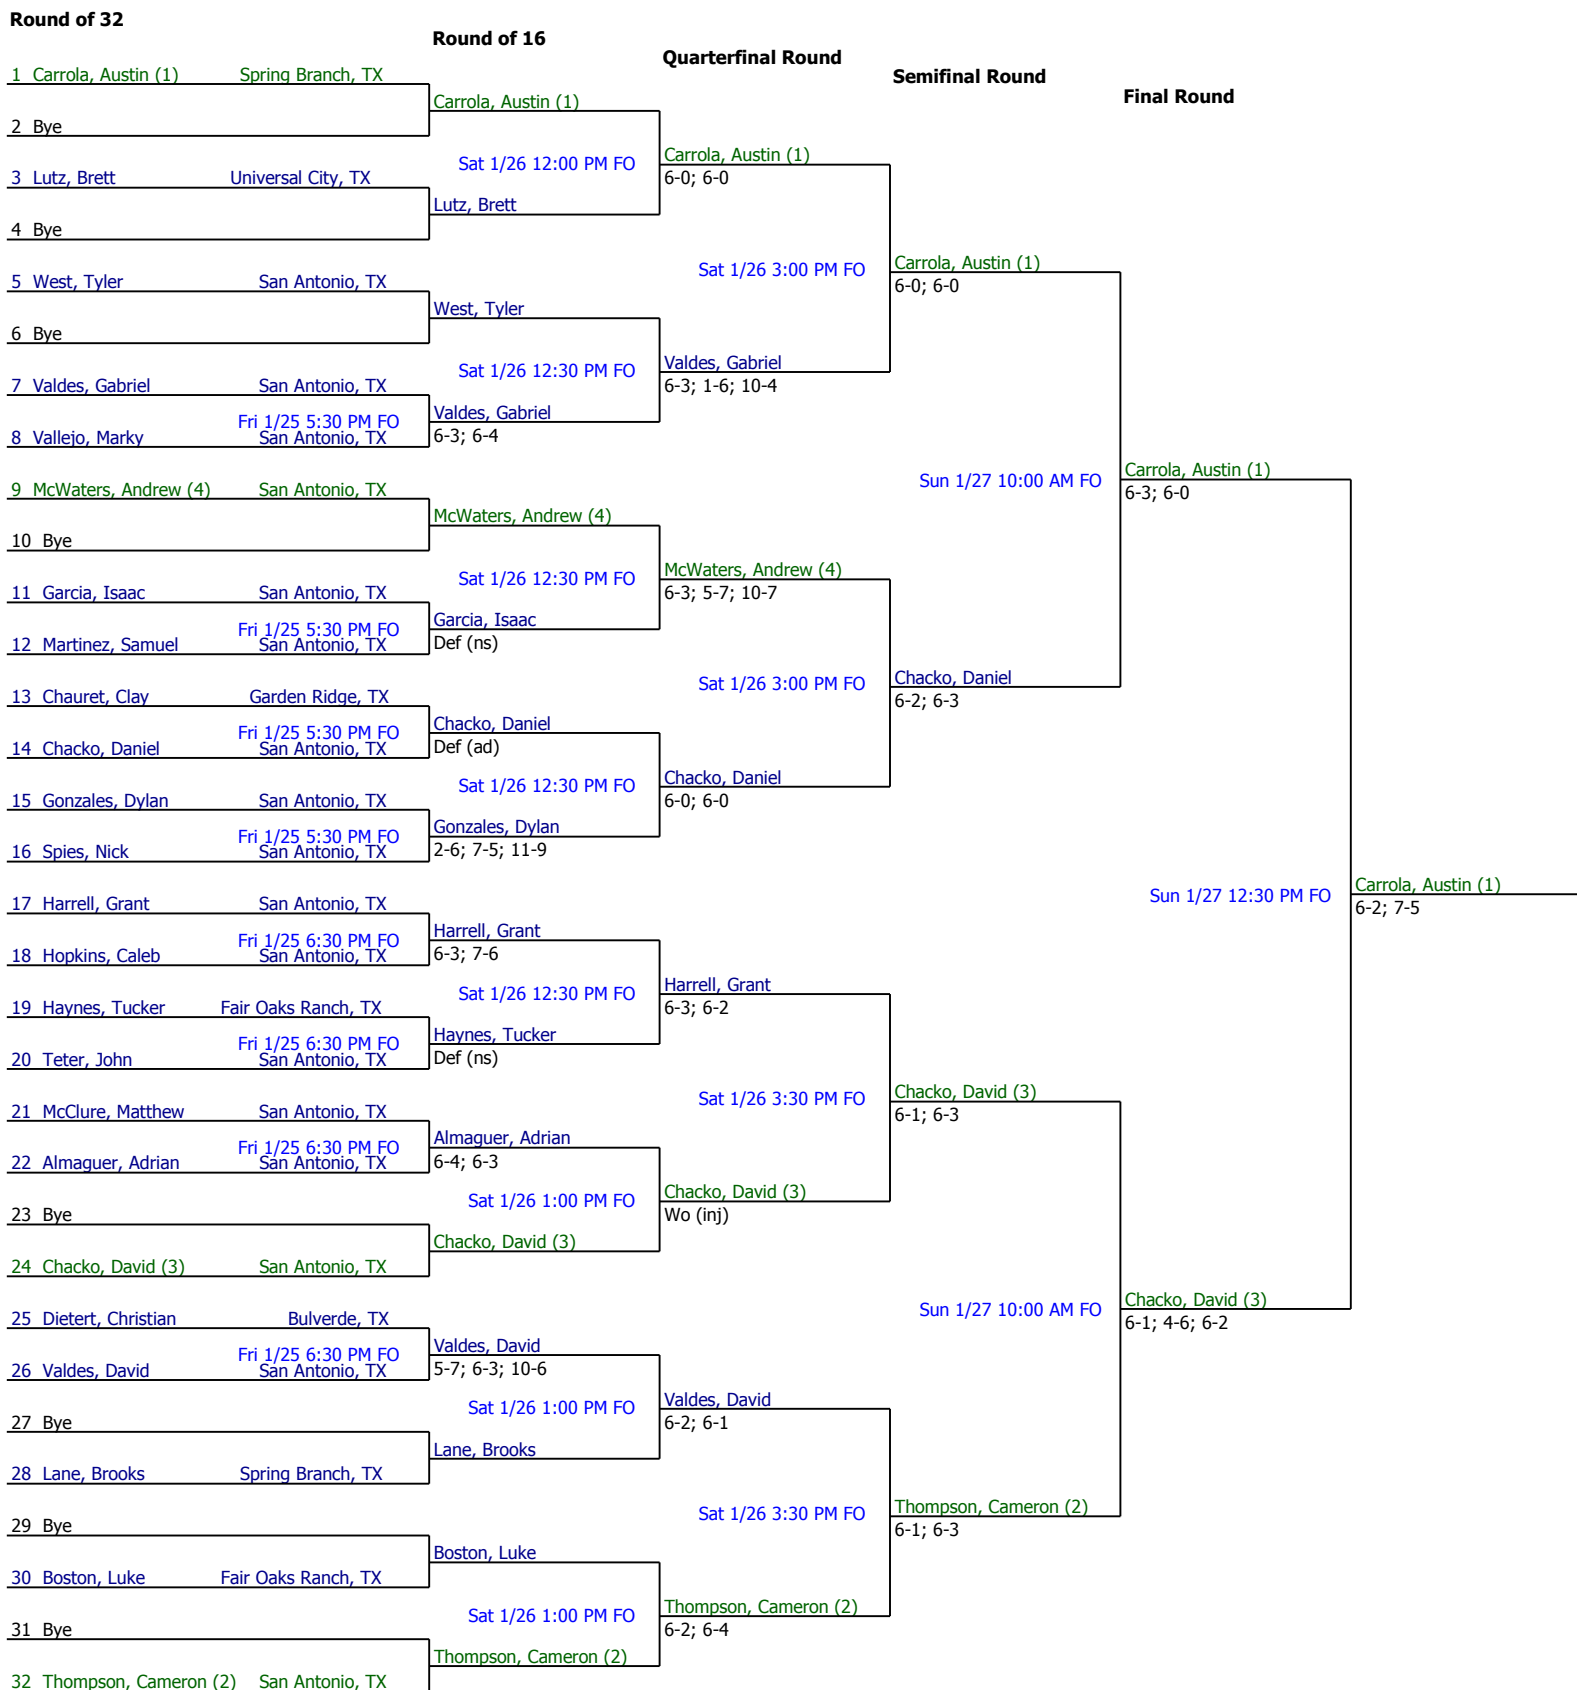 Round of 32
Round of 16
Quarterfinal Round
Semifinal Round
Final Round
1 Carrola, Austin (1) Spring Branch, TX
2 Bye
3 Lutz, Brett Universal City, TX
4 Bye
5 West, Tyler San Antonio, TX
6 Bye
7 Valdes, Gabriel San Antonio, TX
Fri 1/25 5:30 PM FO
8 Vallejo, Marky San Antonio, TX
9 McWaters, Andrew (4) San Antonio, TX
10 Bye
11 Garcia, Isaac San Antonio, TX
Fri 1/25 5:30 PM FO
12 Martinez, Samuel San Antonio, TX
13 Chauret, Clay Garden Ridge, TX
Fri 1/25 5:30 PM FO
14 Chacko, Daniel San Antonio, TX
15 Gonzales, Dylan San Antonio, TX
Fri 1/25 5:30 PM FO
16 Spies, Nick San Antonio, TX
17 Harrell, Grant San Antonio, TX
Fri 1/25 6:30 PM FO
18 Hopkins, Caleb San Antonio, TX
19 Haynes, Tucker Fair Oaks Ranch, TX
Fri 1/25 6:30 PM FO
20 Teter, John San Antonio, TX
21 McClure, Matthew San Antonio, TX
Fri 1/25 6:30 PM FO
22 Almaguer, Adrian San Antonio, TX
23 Bye
24 Chacko, David (3) San Antonio, TX
25 Dietert, Christian Bulverde, TX
Fri 1/25 6:30 PM FO
26 Valdes, David San Antonio, TX
27 Bye
28 Lane, Brooks Spring Branch, TX
29 Bye
30 Boston, Luke Fair Oaks Ranch, TX
31 Bye
32 Thompson, Cameron (2) San Antonio, TX
Carrola, Austin (1)
Sat 1/26 12:00 PM FO
Lutz, Brett
West, Tyler
Sat 1/26 12:30 PM FO
Valdes, Gabriel
6-3; 6-4
McWaters, Andrew (4)
Sat 1/26 12:30 PM FO
Garcia, Isaac
Def (ns)
Chacko, Daniel
Def (ad)
Sat 1/26 12:30 PM FO
Gonzales, Dylan
2-6; 7-5; 11-9
Harrell, Grant
6-3; 7-6
Sat 1/26 12:30 PM FO
Haynes, Tucker
Def (ns)
Almaguer, Adrian
6-4; 6-3
Sat 1/26 1:00 PM FO
Chacko, David (3)
Valdes, David
5-7; 6-3; 10-6
Sat 1/26 1:00 PM FO
Lane, Brooks
Boston, Luke
Sat 1/26 1:00 PM FO
Thompson, Cameron (2)
Carrola, Austin (1)
6-0; 6-0
Sat 1/26 3:00 PM FO
Valdes, Gabriel
6-3; 1-6; 10-4
McWaters, Andrew (4)
6-3; 5-7; 10-7
Sat 1/26 3:00 PM FO
Chacko, Daniel
6-0; 6-0
Harrell, Grant
6-3; 6-2
Sat 1/26 3:30 PM FO
Chacko, David (3)
Wo (inj)
Valdes, David
6-2; 6-1
Sat 1/26 3:30 PM FO
Thompson, Cameron (2)
6-2; 6-4
Carrola, Austin (1)
6-0; 6-0
Sun 1/27 10:00 AM FO
Chacko, Daniel
6-2; 6-3
Chacko, David (3)
6-1; 6-3
Sun 1/27 10:00 AM FO
Thompson, Cameron (2)
6-1; 6-3
Carrola, Austin (1)
6-3; 6-0
Sun 1/27 12:30 PM FO
Chacko, David (3)
6-1; 4-6; 6-2
Carrola, Austin (1)
6-2; 7-5